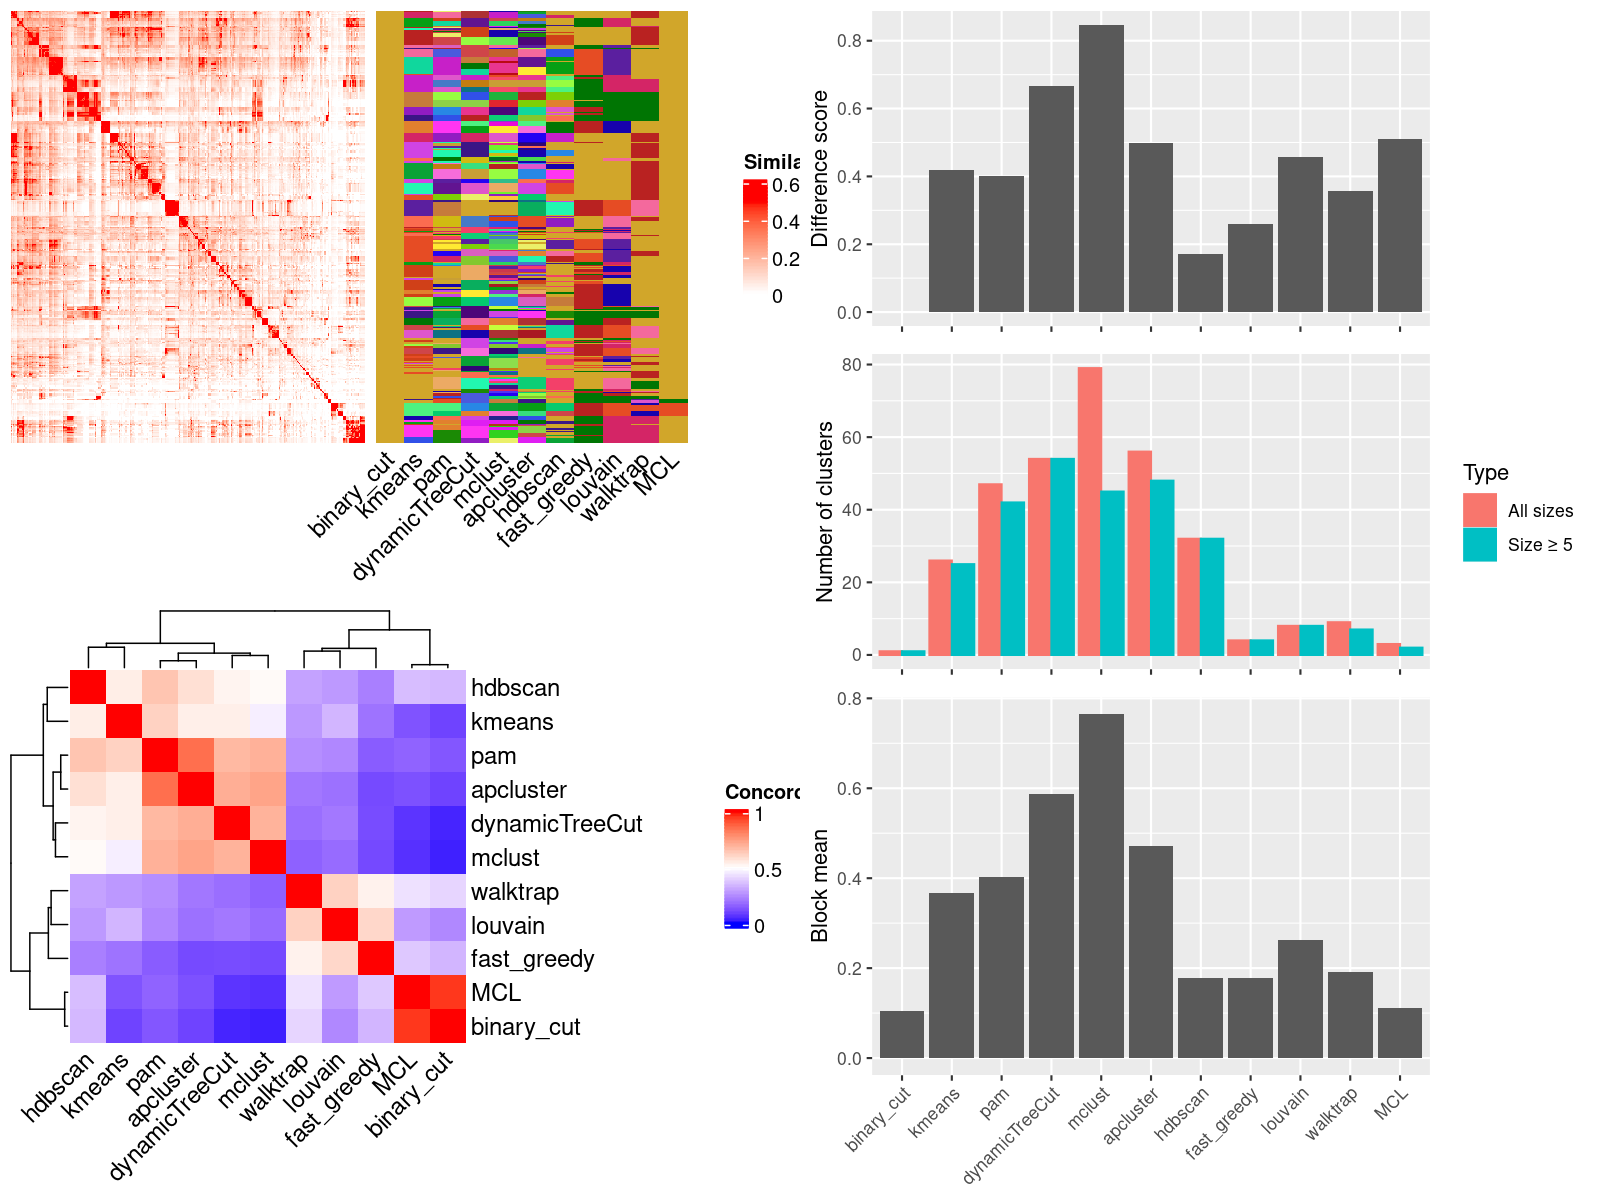 Simila
0.6
0.4
0.2
0
binary_cut
kmeans
pam
dynamicTreeCut
mclust
apcluster
hdbscan
fast_greedy
louvain
walktrap
MCL
hdbscan
kmeans
pam
apcluster
dynamicTreeCut
mclust
walktrap
louvain
fast_greedy
MCL
binary_cut
Concord
1
0.5
0
hdbscan
kmeans
pam
apcluster
dynamicTreeCut
mclust
walktrap
louvain
fast_greedy
MCL
binary_cut
Difference score
0.8
0.6
0.4
0.2
0.0
Number of clusters
80
60
40
20
0
Type
All sizes
Size ≥ 5
Block mean
0.8
0.6
0.4
0.2
0.0
binary_cut
kmeans
pam
dynamicTreeCut
mclust
apcluster
hdbscan
fast_greedy
louvain
walktrap
MCL